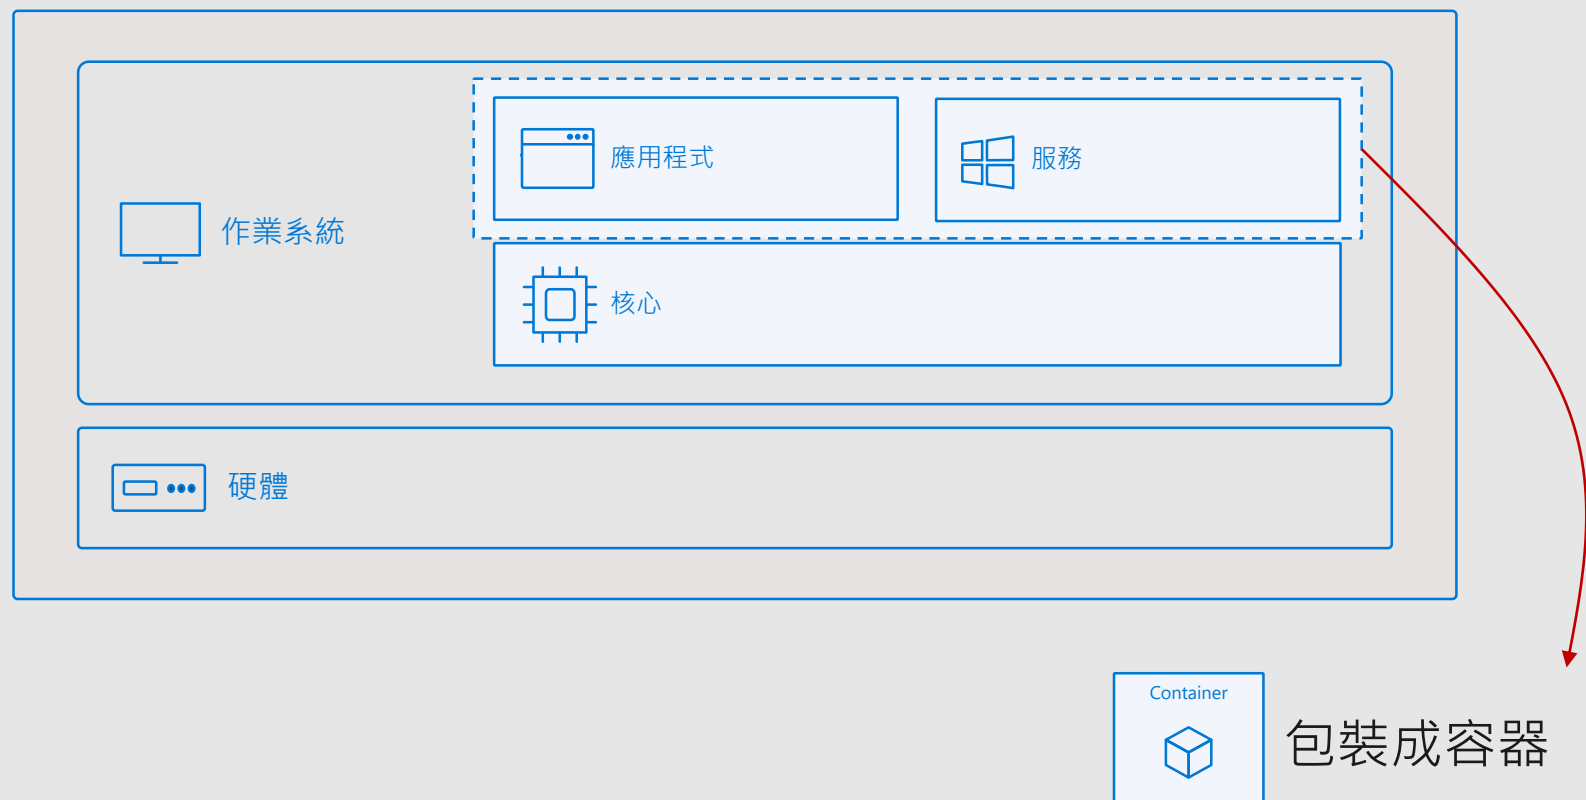 應用程式
服務
作業系統
核心
硬體
Container
包裝成容器